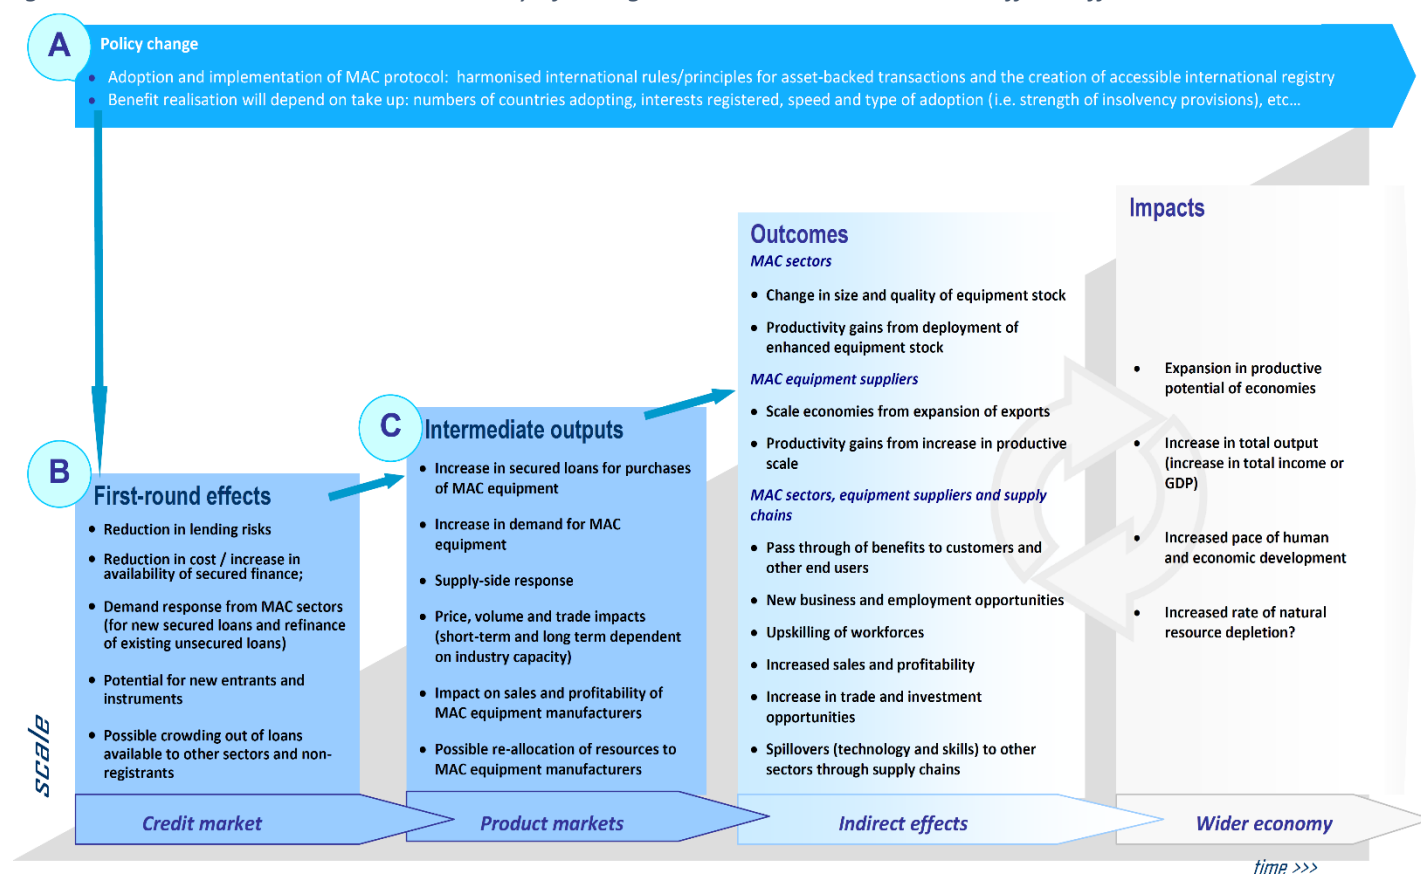 A
Policy change
• Adoption and implementation of MAC protocol: harmonised international rules/principles for asset-backed transactions and the creation of accessible international registry
• Benefit realisation will depend on take up: numbers of countries adopting, interests registered, speed and type of adoption (i.e. strength of insolvency provisions), etc...
B
First-round effects
• Reduction in lending risks
• Reduction in cost / increase in
availability of secured finance;
• Demand response from MAC sectors
(for new secured loans and refinance
of existing unsecured loans)
• Potential for new entrants and
instruments
• Possible crowding out of loans
available to other sectors and non-
registrants
Credit market
C
Intermediate outputs
• Increase in secured loans for purchases
of MAC equipment
• Increase in demand for MAC
equipment
• Supply-side response
• Price, volume and trade impacts
(short-term and long term dependent
on industry capacity)
• Impact on sales and profitability of
MAC equipment manufacturers
• Possible re-allocation of resources to
MAC equipment manufacturers
Product markets
Outcomes
MAC sectors
• Change in size and quality of equipment stock
• Productivity gains from deployment of
enhanced equipment stock
MAC equipment suppliers
• Scale economies from expansion of exports
• Productivity gains from increase in productive
scale
MAC sectors, equipment suppliers and supply
chains
• Pass through of benefits to customers and
other end users
• New business and employment opportunities
• Upskilling of workforces
• Increased sales and profitability
• Increase in trade and investment
opportunities
• Spillovers (technology and skills) to other
sectors through supply chains
Indirect effects
Impacts
• Expansion in productive
potential of economies
• Increase in total output
(increase in total income or
GDP)
• Increased pace of human
and economic development
• Increased rate of natural
resource depletion?
Wider economy
scale
time >>>